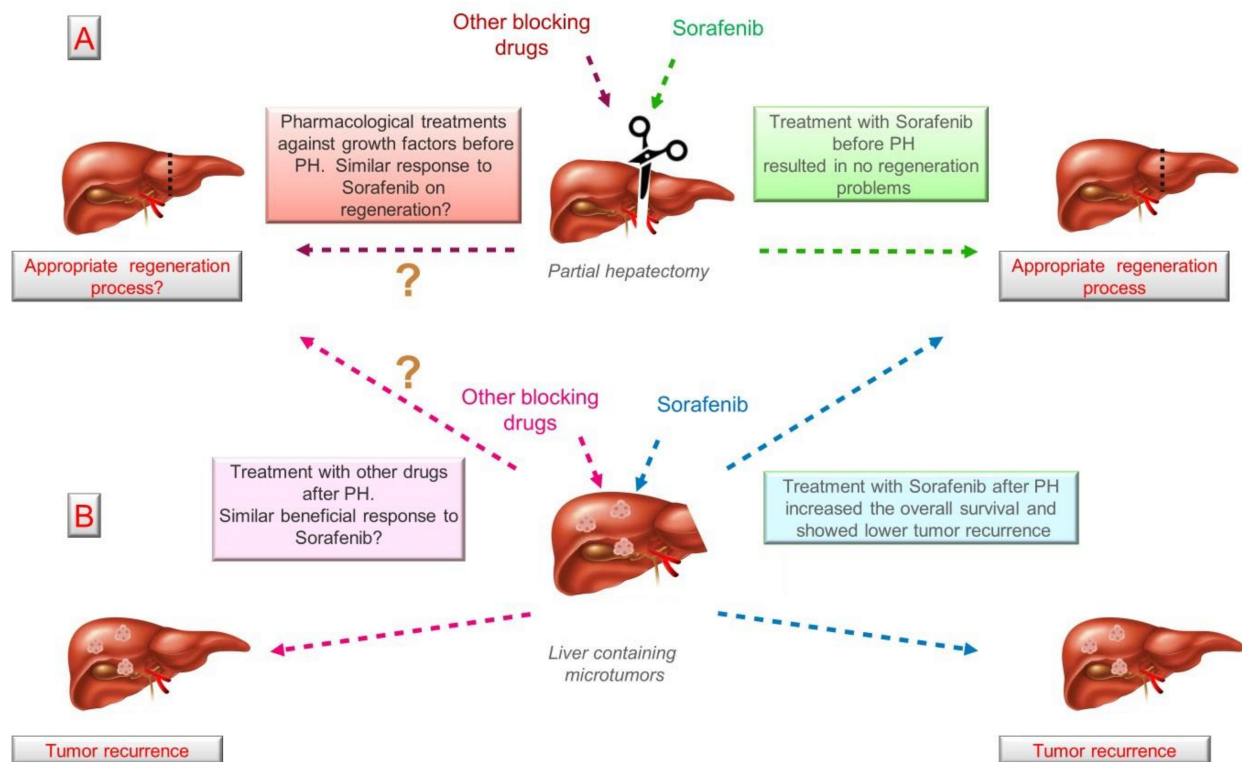 A
Other blocking
drugs
Sorafenib
Pharmacological treatments
against growth factors before
PH. Similar response to
Sorafenib on
regeneration?
Treatment with Sorafenib
before PH
resulted in no regeneration
problems
Appropriate regeneration
process?
?
Partial hepatectomy
Appropriate regeneration
process
?
Other blocking
drugs
Sorafenib
B
Treatment with other drugs
after PH.
Similar beneficial response to
Sorafenib?
Treatment with Sorafenib after PH
increased the overall survival and
showed lower tumor recurrence
Liver containing
microtumors
Tumor recurrence
Tumor recurrence